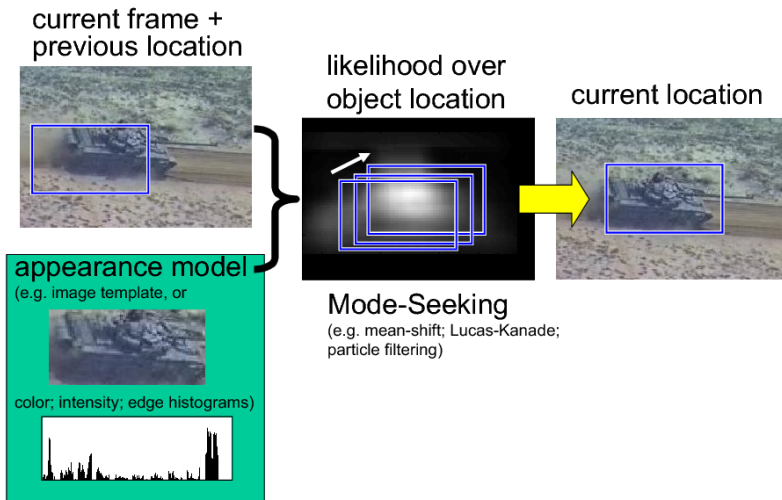 current frame +
previous location
likelihood over
object location
current location
appearance model
(e.g. image template, or
color; intensity; edge histograms)
Mode-Seeking
(e.g. mean-shift; Lucas-Kanade;
particle filtering)